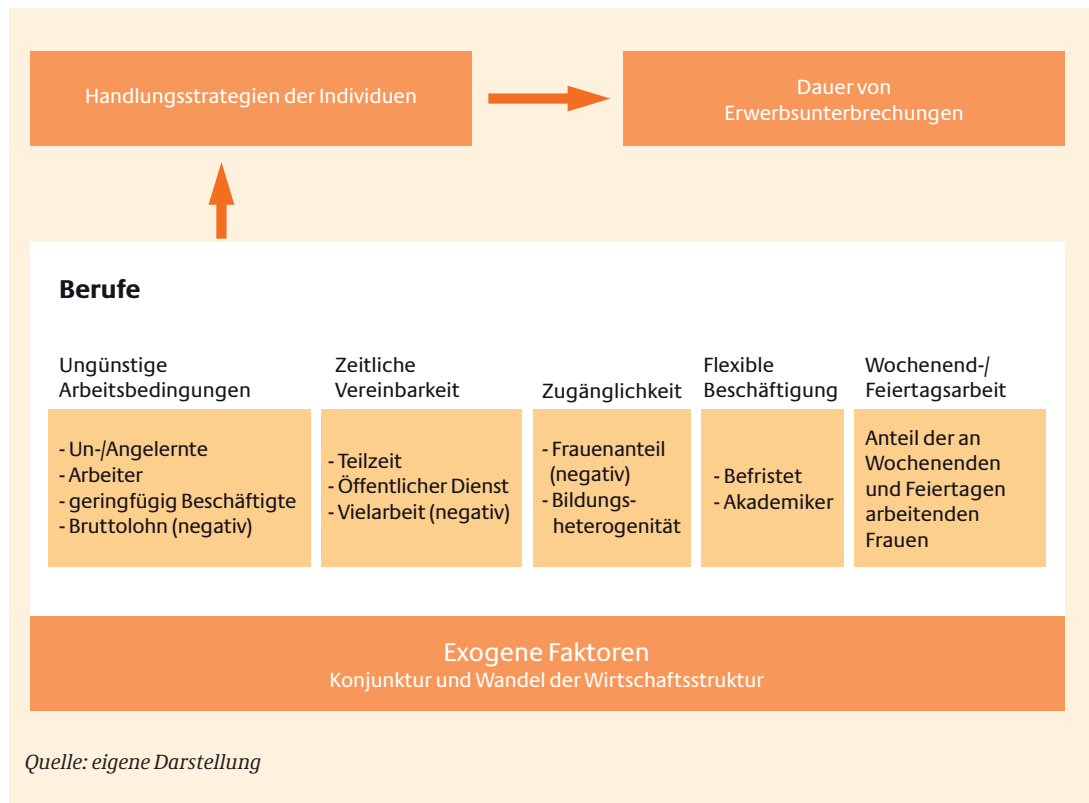 Handlungsstrategien der Individuen
Dauer von
Erwerbsunterbrechungen
Berufe
Ungünstige
Arbeitsbedingungen
- Un-/Angelernte
- Arbeiter
- geringfügig Beschäftigte
- Bruttolohn (negativ)
Zeitliche
Vereinbarkeit
- Teilzeit
- Öffentlicher Dienst
- Vielarbeit (negativ)
Zugänglichkeit
- Frauenanteil
(negativ)
- Bildungs-
heterogenität
Flexible
Beschäftigung
- Befristet
- Akademiker
Wochenend-/
Feiertagsarbeit
Anteil der an
Wochenenden
und Feiertagen
arbeitenden
Frauen
Exogene Faktoren
Konjunktur und Wandel der Wirtschaftsstruktur
Quelle: eigene Darstellung